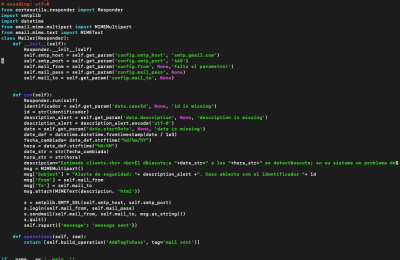 # encoding: utf-8
from cortexutils.responder import Responder
import smtplib
import datetime
from email.mime.multipart import MIMEMultipart
from email.mime.text import MIMEText
class Mailer(Responder):
def __init__(self):
Responder.__init__(self)
self.smtp_host = self.get_param('config.smtp_host', 'smtp.gmail.com')
self.smtp_port = self.get_param('config.smtp_port',
self.mail_from = self.get_param('config.from', None, 'Falta el parametro!')
self.mail_pass = self.get_param('config.mail_pass', None)
self.mail_to = self.get_param('config.mail_to', None)
def run(self):
Responder.run(self)
identificador = self.get_param('data.caseId', None, 'id is missing')
id = str(identificador)
description_alert = self.get_param('data.description', None, 'description is missing')
description_alert = description_alert.encode('utf-8')
date = self.get_param('data.startDate', None, 'date is missing')
date_def = datetime.datetime.fromtimestamp(date / 1e3)
fecha_cambiada= date_def.strftime("%d/%m/%Y")
hora = date_def.strftime("%H:%M")
date_str = str(fecha_cambiada)
hora_str = str(hora)
descripcion="Estimado cliente.<br> <br>El d&iacute;a "+date_str+" a las "+hora_str+" se detect&oacute; en su sistema un problema de
msg = MIMEMultipart()
msg['Subject'] = "Alerta de seguridad: "+ description_alert +". Caso abierto con el identificador "+ id
msg['From'] = self.mail_from
msg['To'] = self.mail_to
msg.attach(MIMEText(descripcion, 'html'))
s = smtplib.SMTP_SSL(self.smtp_host, self.smtp_port)
s.login(self.mail_from, self.mail_pass)
s.sendmail(self.mail_from, self.mail_to, msg.as_string())
s.quit()
self.report({'message': 'message sent'})
def operations(self, raw):
return [self.build_operation('AddTagToCase', tag='mail sent')]